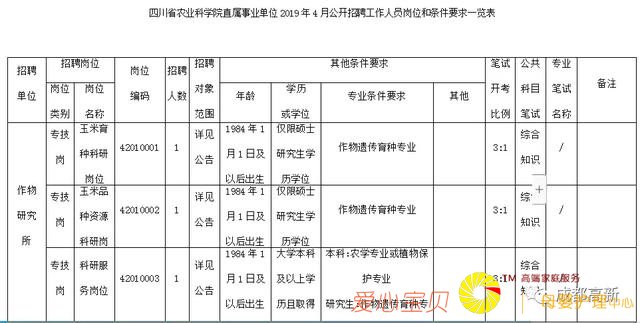 四川省农业科学院直属事业单位 2019 年 4 月公开招聘工作人员岗位和条件要求一览表
招聘单位 招聘岗位 岗位编码 招聘人数 招聘对象范围 其他条件要求 笔试开考比例 公共科目笔试 专业笔试名称 备注
岗位类别 岗位名称 年龄 学历或学位 专业条件要求 其他
作物研究所
专技岗 玉米育种科研岗位 42010001 1 详见公告 1984 年 1月 1 日及以后出生 仅限硕士研究生学历学位 作物遗传育种专业 3:1 综合知识 /
专技岗 玉米品种资源科研岗 42010002 1 详见公告 1984 年 1月 1 日及以后出生 仅限硕士研究生学历学位 作物遗传育种专业 3:1 综知识 /
专技岗 科研服务岗位 42010003 1 详见公告 1984 年 1月 1 日及以后出生 大学本科及以上学历且取得 本科:农学专业或植物保护专业
研究生:作物遗传育种专 3:1 综合
IM 高端家庭服务
成都高新
爱心宝贝 母婴护理中心